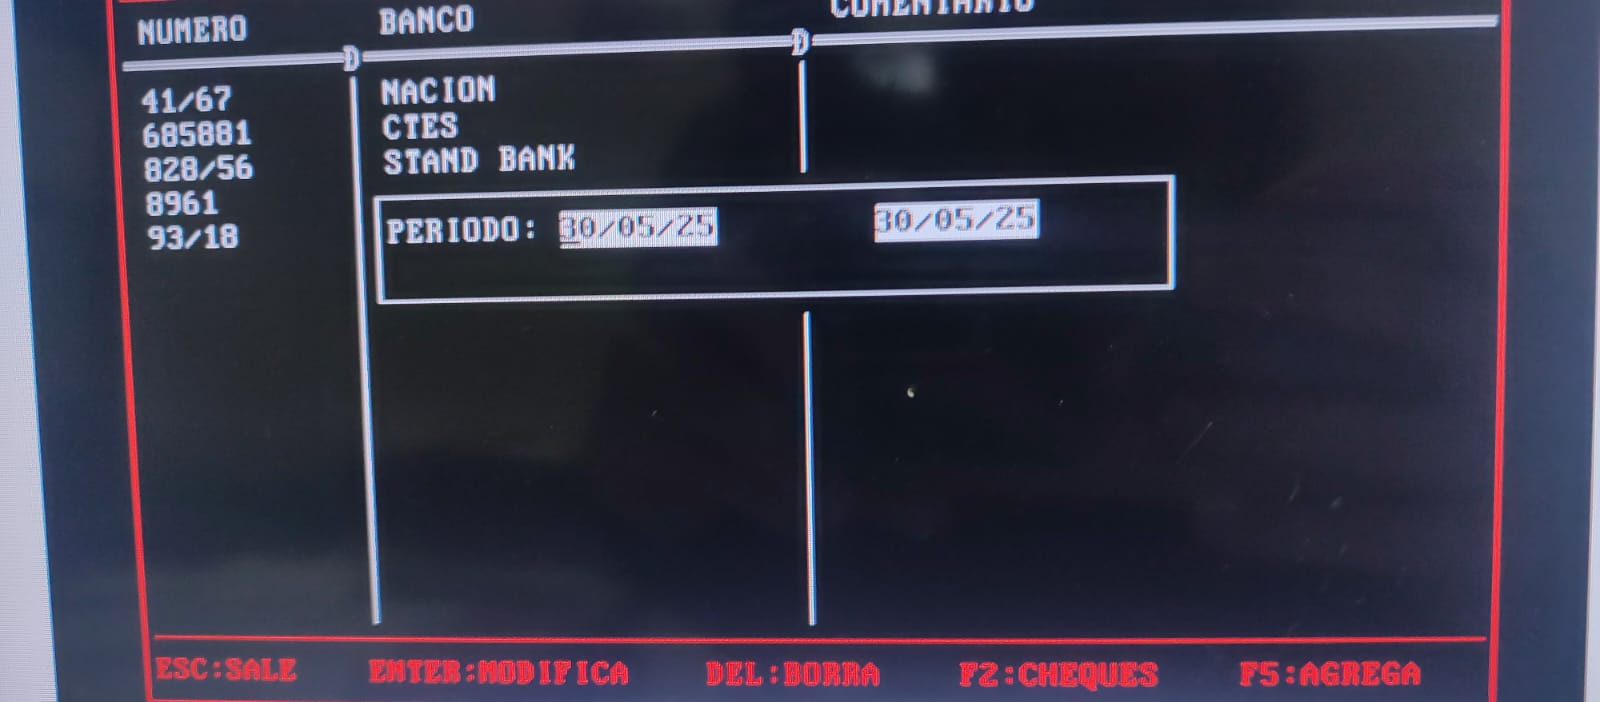 NUMERO BANCO COMENTARIO
41/67 NACION
685881 CTES
828/56 STAND BANK
8961
93/18
PERIODO: 30/05/25 30/05/25
ESC:SALE ENTER:MODIFICA DEL:BORRA F2:CHEQUES F5:AGREGA